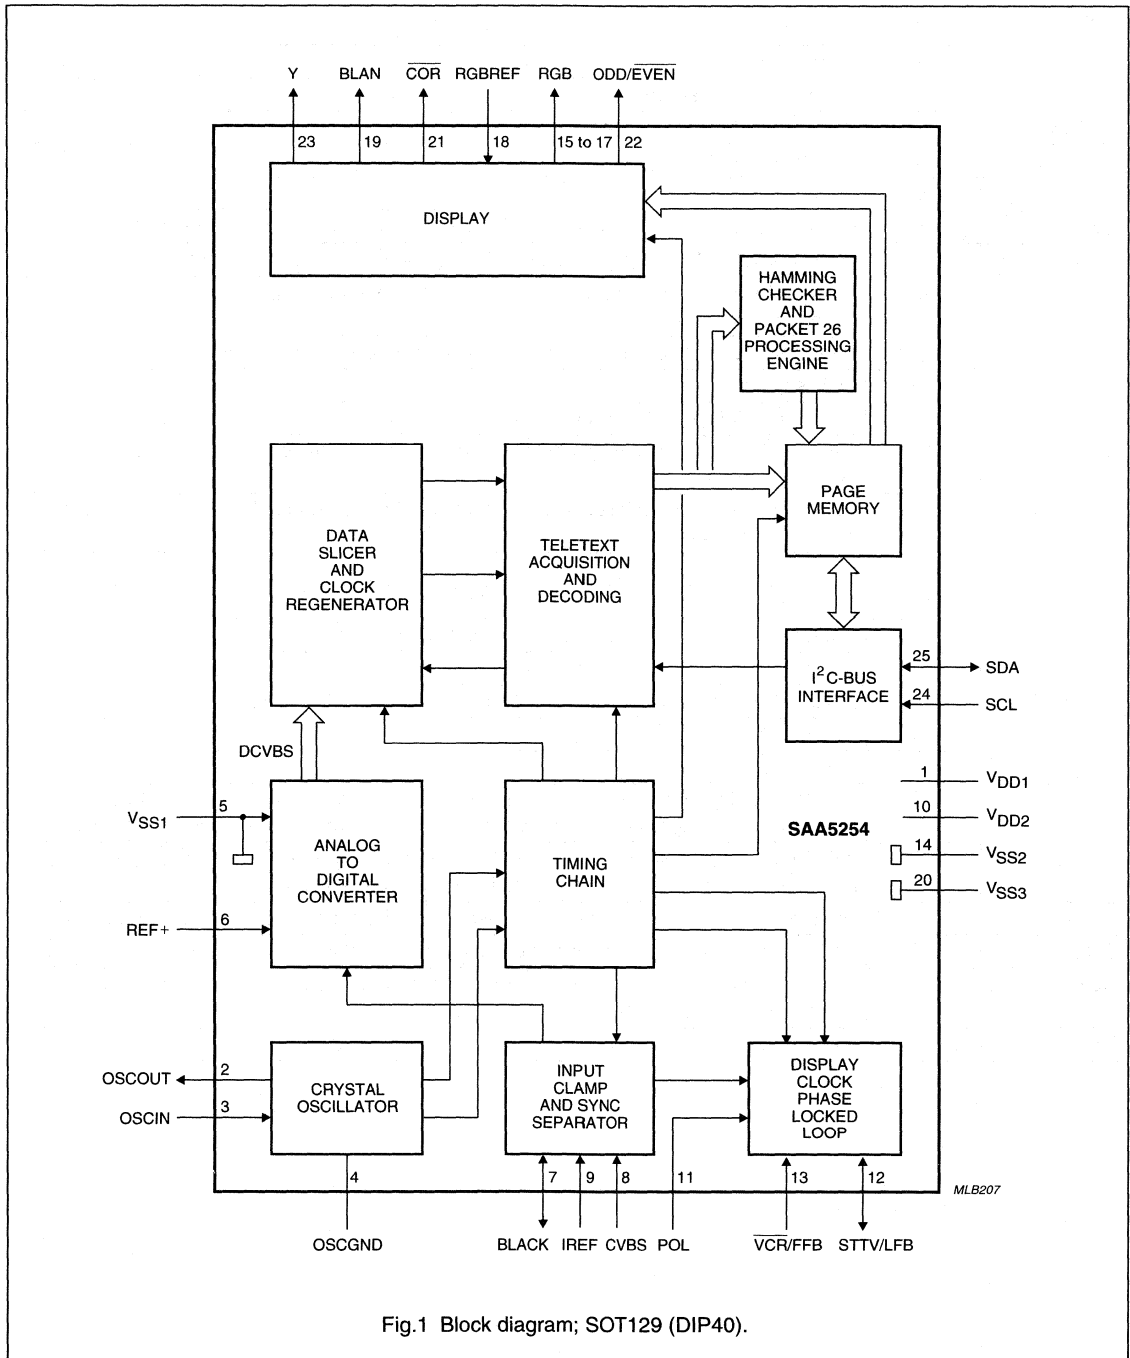 Y BLAN COR RGBREF RGB ODD/EVEN
23 19 21 18 15 to 17 22
DISPLAY
HAMMING
CHECKER
AND
PACKET 26
PROCESSING
ENGINE
DATA
SLICER
AND
CLOCK
REGENERATOR
TELETEXT
ACQUISITION
AND
DECODING
PAGE
MEMORY
I2C-BUS
INTERFACE
25 SDA
24 SCL
DCVBS
VSS1 5
REF+ 6
ANALOG
TO
DIGITAL
CONVERTER
TIMING
CHAIN
SAA5254
1 VDD1
10 VDD2
14 VSS2
20 VSS3
OSCOUT 2
OSCIN 3
CRYSTAL
OSCILLATOR
INPUT
CLAMP
AND SYNC
SEPARATOR
DISPLAY
CLOCK
PHASE
LOCKED
LOOP
4 7 9 8 11 13 12
MLB207
OSCGND BLACK IREF CVBS POL VCR/FFB STTV/LFB
Fig.1 Block diagram; SOT129 (DIP40).